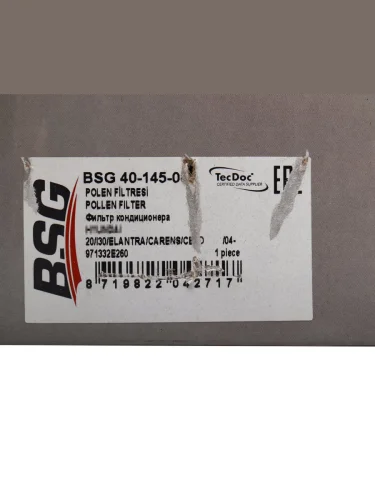 BSG
BSG 40-145-0
POLEN FİLTRESİ
POLLEN FILTER
Фильтр кондиционера
HYUNDAI
20/I30/ELANTRA/CARENS/CE /04-
971332E260 1 piece
8 719822 042717
TecDoc
CERTIFIED DATA SUPPLIER